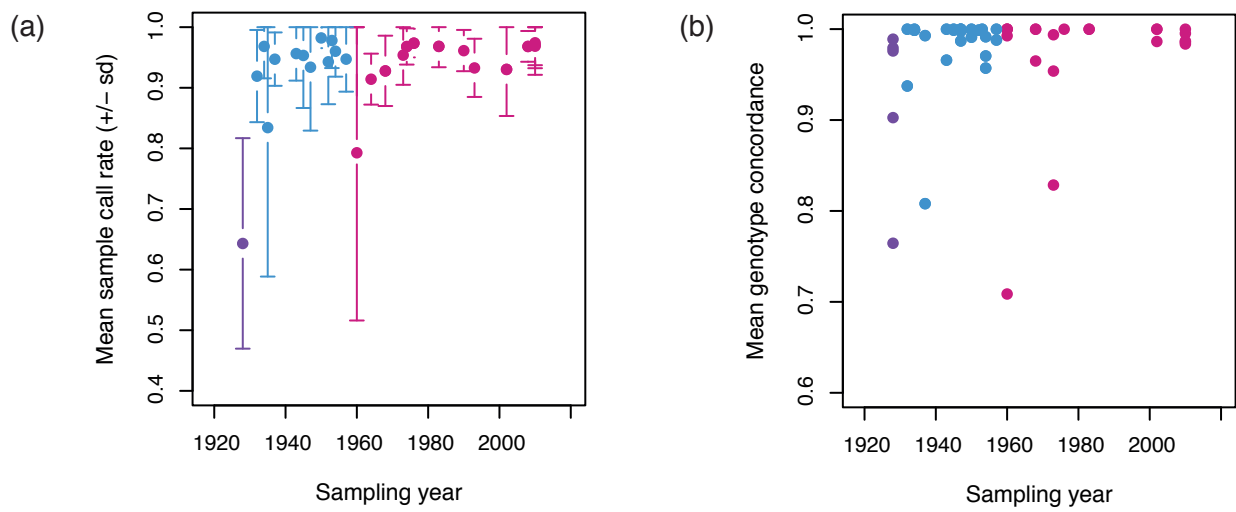 (a)
Mean sample call rate (+/− sd)
1.0
0.9
0.8
0.7
0.6
0.5
0.4
1920 1940 1960 1980 2000
Sampling year
(b)
Mean genotype concordance
1.0
0.9
0.8
0.7
0.6
1920 1940 1960 1980 2000
Sampling year